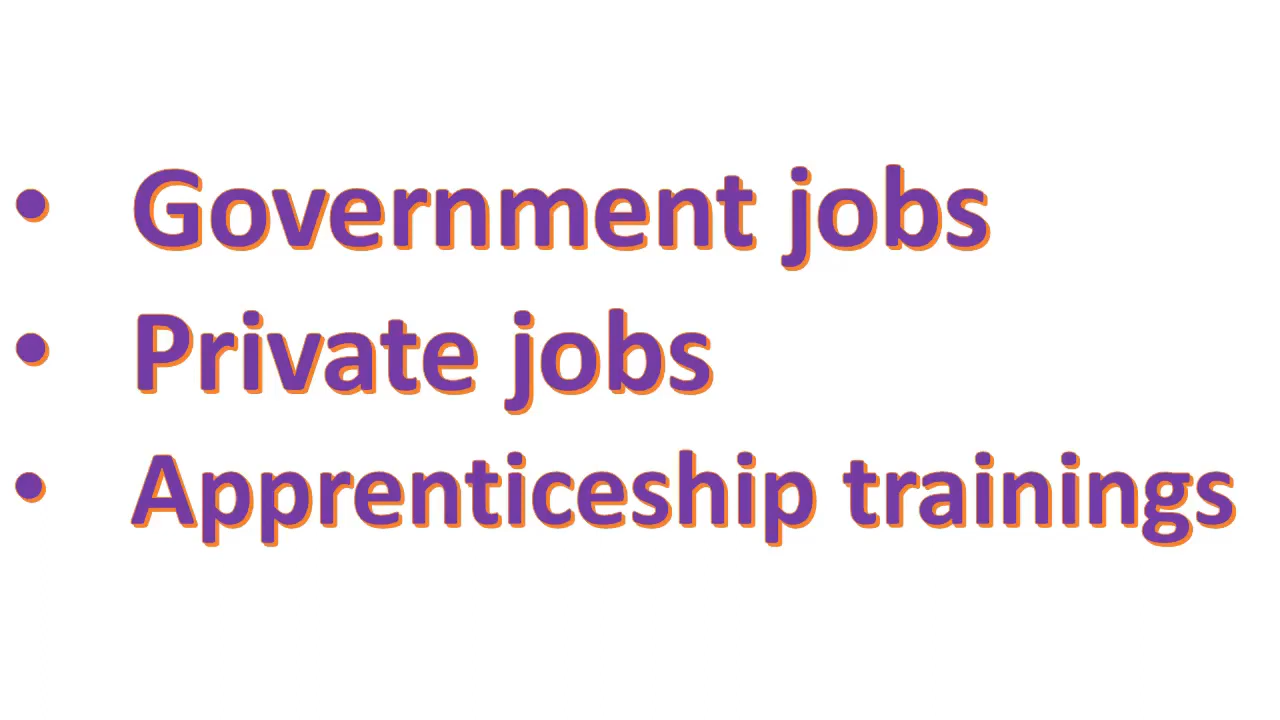 • Government jobs
• Private jobs
• Apprenticeship trainings